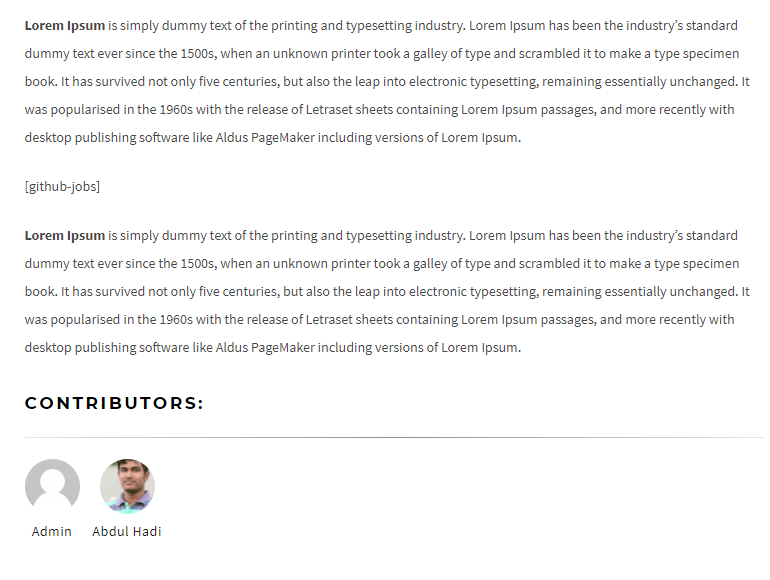 Lorem Ipsum is simply dummy text of the printing and typesetting industry. Lorem Ipsum has been the industry’s standard
dummy text ever since the 1500s, when an unknown printer took a galley of type and scrambled it to make a type specimen
book. It has survived not only five centuries, but also the leap into electronic typesetting, remaining essentially unchanged. It
was popularised in the 1960s with the release of Letraset sheets containing Lorem Ipsum passages, and more recently with
desktop publishing software like Aldus PageMaker including versions of Lorem Ipsum.
[github-jobs]
Lorem Ipsum is simply dummy text of the printing and typesetting industry. Lorem Ipsum has been the industry’s standard
dummy text ever since the 1500s, when an unknown printer took a galley of type and scrambled it to make a type specimen
book. It has survived not only five centuries, but also the leap into electronic typesetting, remaining essentially unchanged. It
was popularised in the 1960s with the release of Letraset sheets containing Lorem Ipsum passages, and more recently with
desktop publishing software like Aldus PageMaker including versions of Lorem Ipsum.
CONTRIBUTORS:
Admin Abdul Hadi